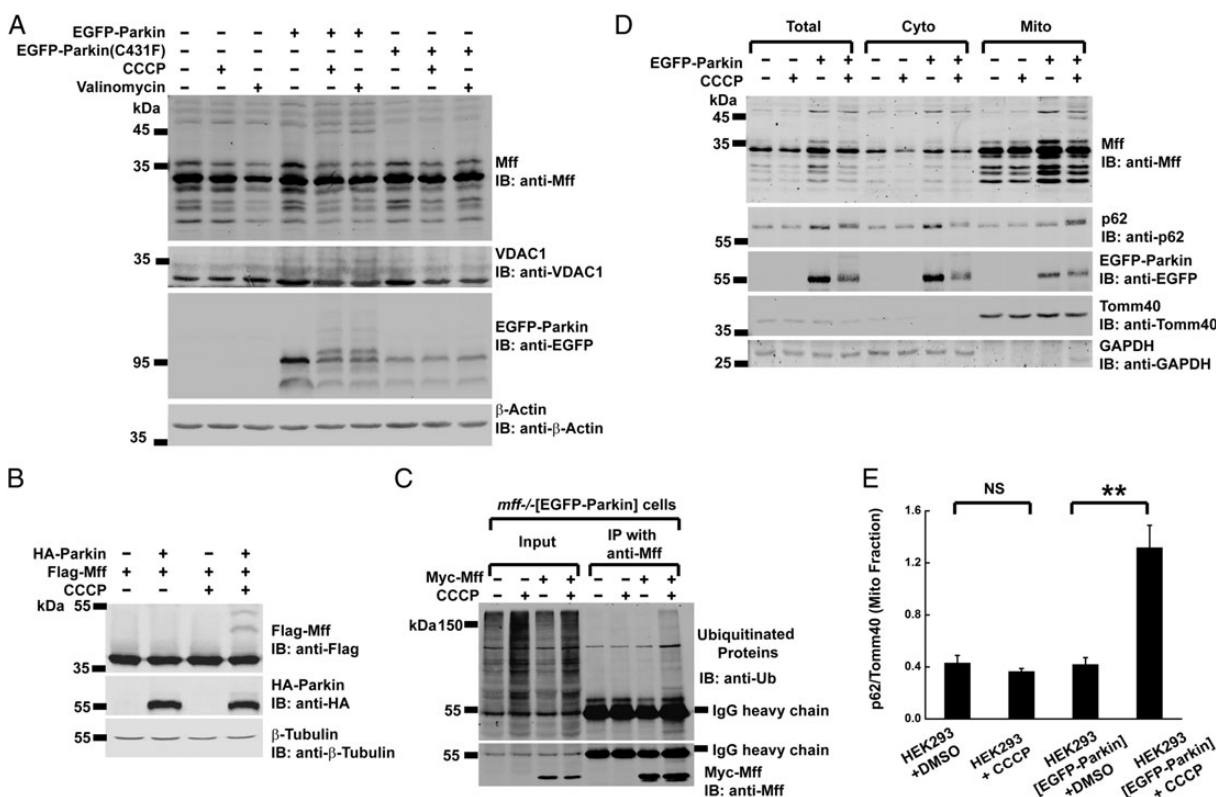 A
EGFP-Parkin − − − + + + − − −
EGFP-Parkin(C431F) − − − − − − + + +
CCCP − + − − + − − + −
Valinomycin − − + − − + − − +
kDa
45
35
Mff
IB: anti-Mff
35
VDAC1
IB: anti-VDAC1
EGFP-Parkin
IB: anti-EGFP
95
β-Actin
IB: anti-β-Actin
35
D
Total Cyto Mito
EGFP-Parkin − − + + − − + + − − + +
CCCP − + − + − + − + − + − +
kDa
45
35
Mff
IB: anti-Mff
p62
IB: anti-p62
55
EGFP-Parkin
IB: anti-EGFP
55
Tomm40
IB: anti-Tomm40
35
GAPDH
IB: anti-GAPDH
25
B
HA-Parkin − + − +
Flag-Mff + + + +
CCCP − − + +
kDa
55
Flag-Mff
IB: anti-Flag
35
HA-Parkin
IB: anti-HA
55
β-Tubulin
IB: anti-β-Tubulin
55
C
mff-/-[EGFP-Parkin] cells
Input
IP with
anti-Mff
Myc-Mff − − + + − − + +
CCCP − + − + − + − +
kDa 150
Ubiquitinated
Proteins
IB: anti-Ub
55
IgG heavy chain
55
IgG heavy chain
Myc-Mff
IB: anti-Mff
E
NS
**
p62/Tomm40 (Mito Fraction)
1.6
1.2
0.8
0.4
0.0
HEK293
+DMSO
HEK293
+ CCCP
HEK293
[EGFP-Parkin]
+DMSO
HEK293
[EGFP-Parkin]
+ CCCP